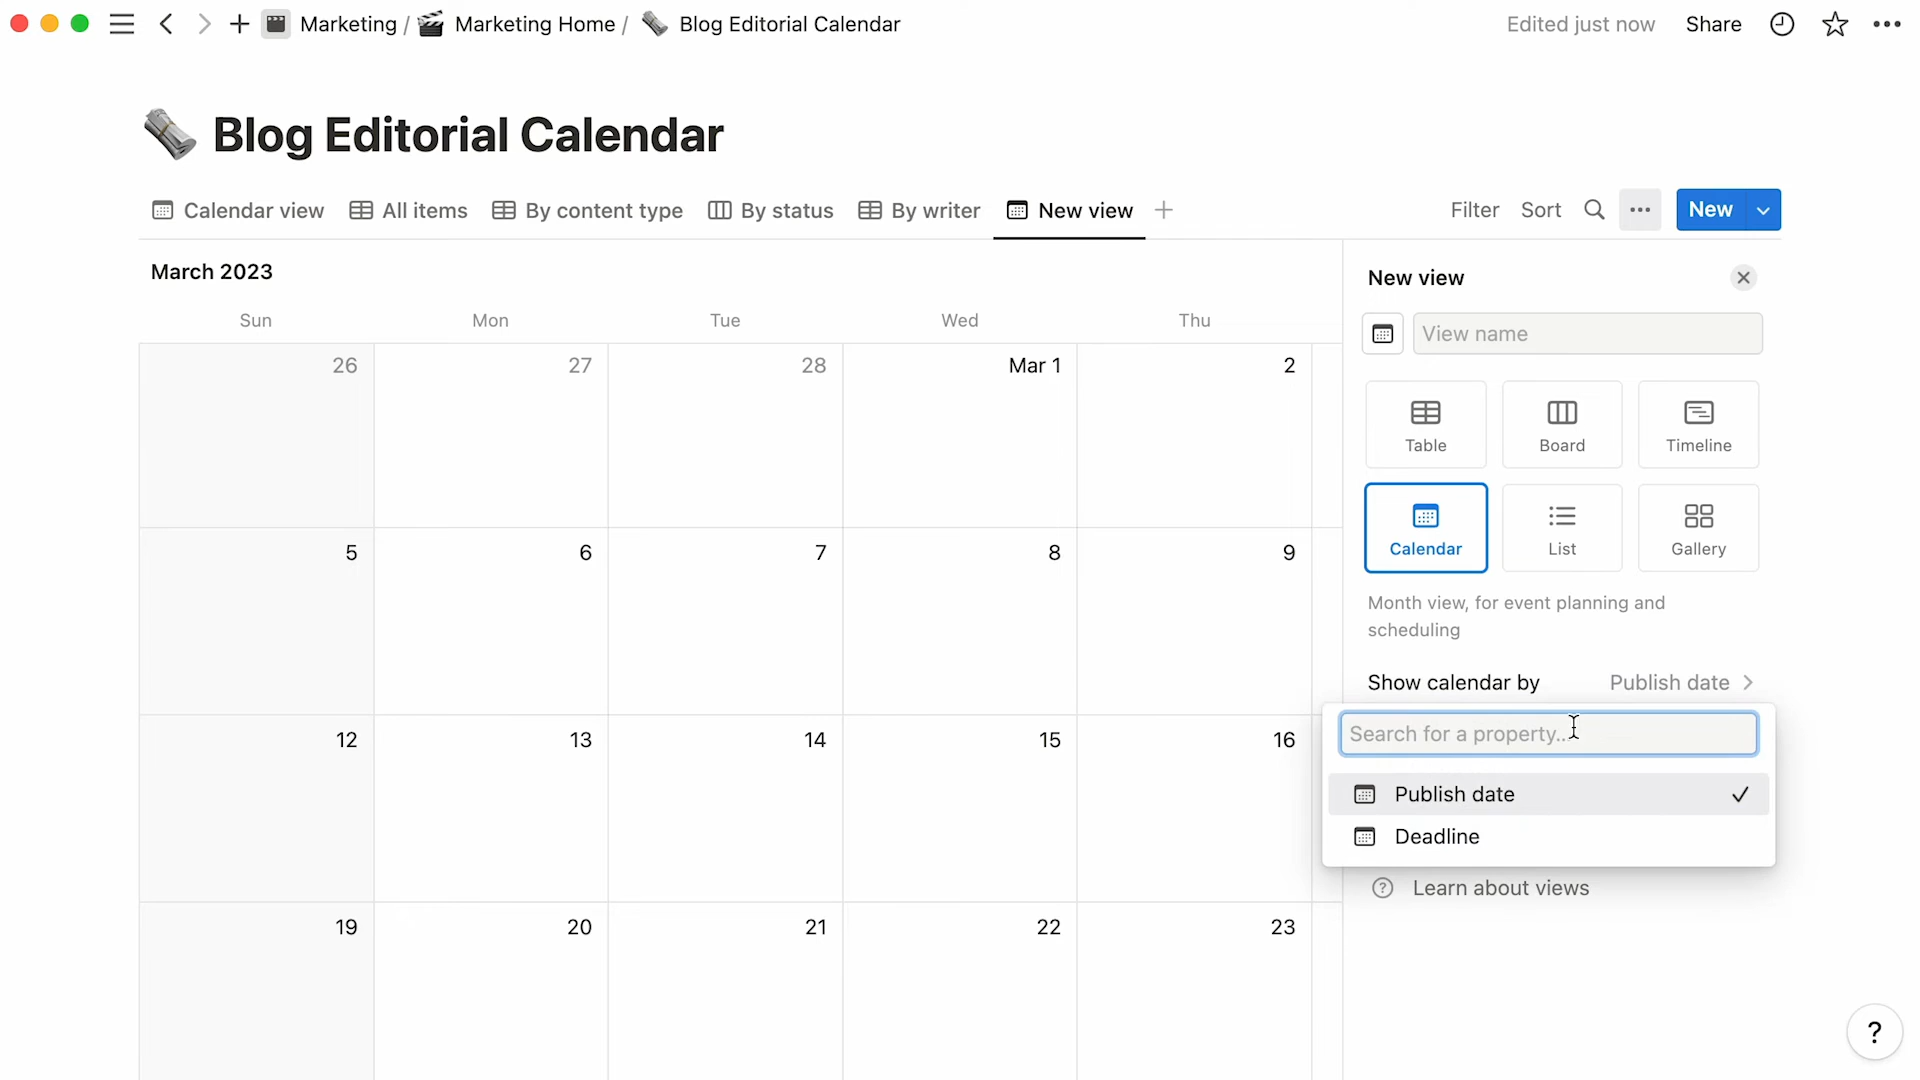 Marketing / Marketing Home / Blog Editorial Calendar
Edited just now Share
Blog Editorial Calendar
Calendar view All items By content type By status By writer New view
Filter Sort New
March 2023
Sun Mon Tue Wed Thu
26 27 28 Mar 1 2
5 6 7 8 9
12 13 14 15 16
19 20 21 22 23
New view
View name
Table Board Timeline
Calendar List Gallery
Month view, for event planning and
scheduling
Show calendar by Publish date
Search for a property...
Publish date
Deadline
? Learn about views
?